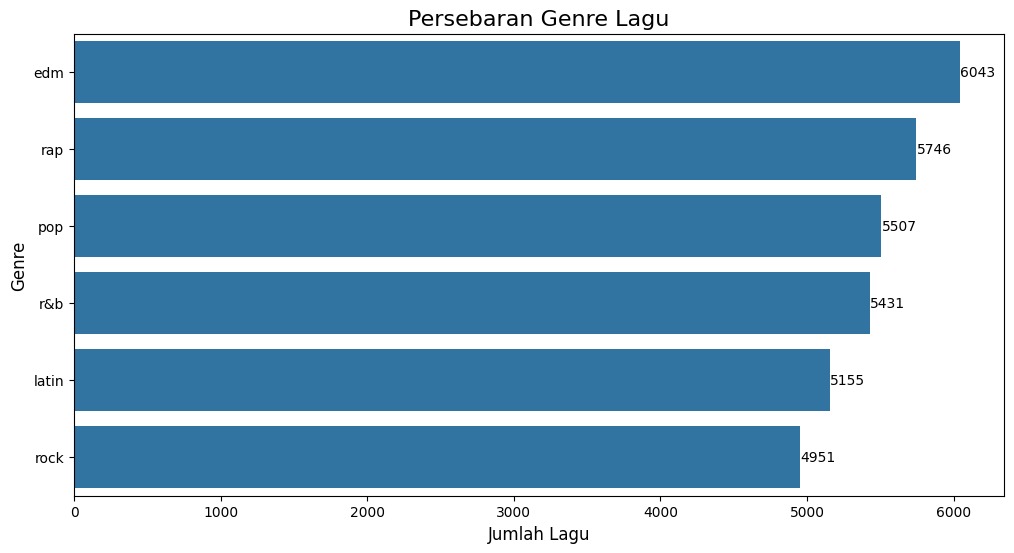 Persebaran Genre Lagu
edm
6043
rap
5746
pop
5507
r&b
5431
latin
5155
rock
4951
0 1000 2000 3000 4000 5000 6000
Jumlah Lagu
Genre